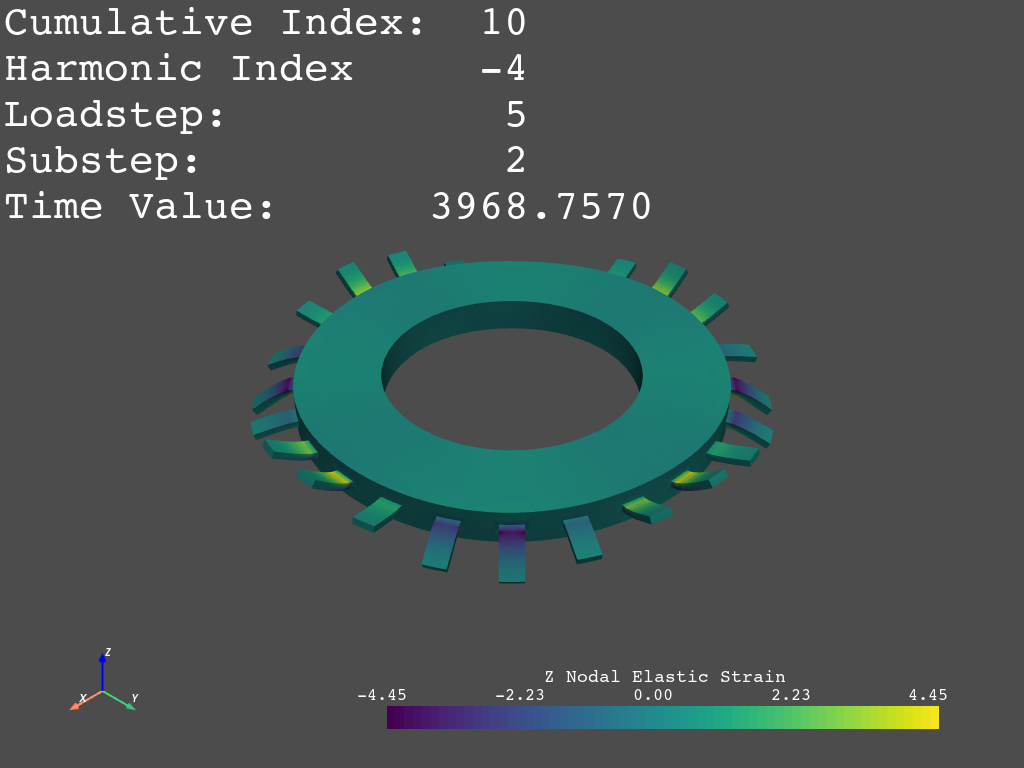 Cumulative Index: 10
Harmonic Index -4
Loadstep: 5
Substep: 2
Time Value: 3968.7570
Z
X Y
Z Nodal Elastic Strain
-4.45 -2.23 0.00 2.23 4.45